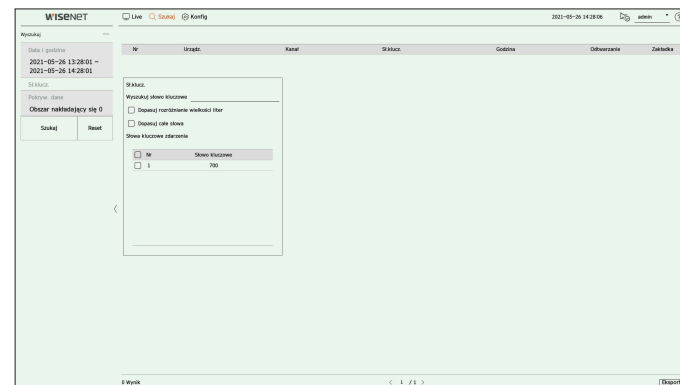 WISENET
Live Szukaj Konfig
2021-05-26 14:28:06 admin
Wyszukuj
Data i godzina
2021-05-26 13:28:01 ~
2021-05-26 14:28:01
Sł.klucz.
Pokryw. dane
Obszar nakładający się 0
Szukaj Reset
Nr Urządz. Kanał Sł.klucz. Godzina Odtwarzanie Zakładka
Sł.klucz.
Wyszukuj słowo kluczowe
Dopasuj rozróżnianie wielkości liter
Dopasuj całe słowa
Słowa kluczowe zdarzenia
Nr Słowo kluczowe
1 700
0 Wynik
< 1 / 1 >
Eksport